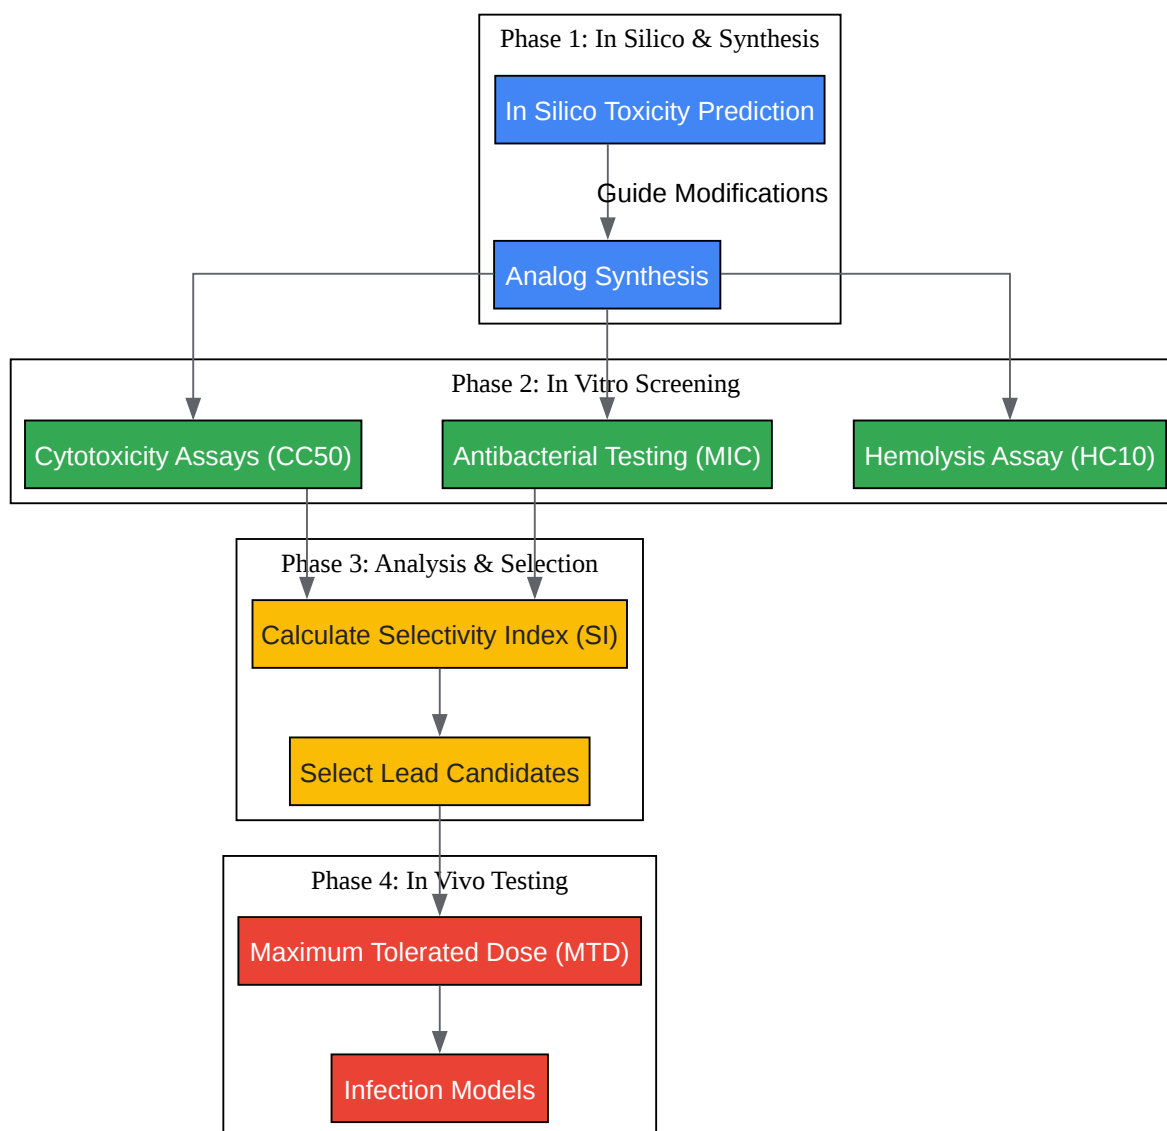 Phase 1: In Silico & Synthesis
In Silico Toxicity Prediction
Guide Modifications
Analog Synthesis
Phase 2: In Vitro Screening
Cytotoxicity Assays (CC50)
Antibacterial Testing (MIC)
Hemolysis Assay (HC10)
Phase 3: Analysis & Selection
Calculate Selectivity Index (SI)
Select Lead Candidates
Phase 4: In Vivo Testing
Maximum Tolerated Dose (MTD)
Infection Models